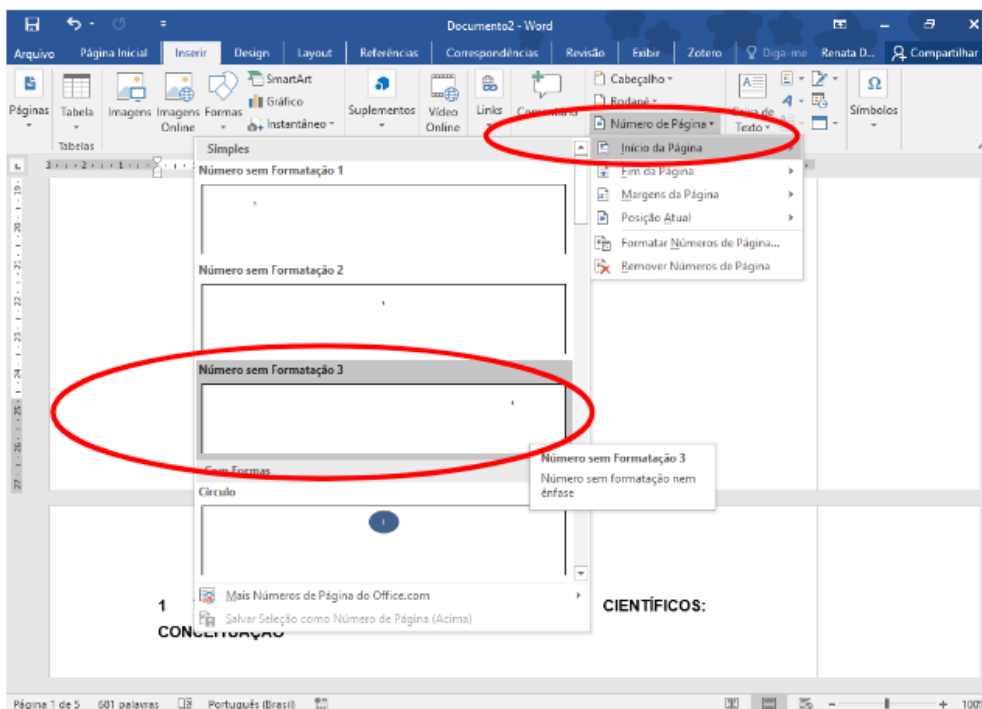 Documento2 - Word
Arquivo Página Inicial Inserir Design Layout Referências Correspondências Revisão Exibir Zotero Diga-me Renata D... Compartilhar
Páginas
Tabela
Imagens
Imagens Online
Formas
SmartArt
Gráfico
Instantâneo
Suplementos
Vídeo Online
Links
Cabeçalho
Rodapé
Número de Página
Caixa de Texto
Símbolos
Tabelas
Início da Página
Fim da Página
Margens da Página
Posição Atual
Formatar Números de Página...
Remover Números de Página
Simples
Número sem Formatação 1
Número sem Formatação 2
Número sem Formatação 3
Com Formas
Círculo
Número sem Formatação 3
Número sem formatação nem
ênfase
Mais Números de Página do Office.com
Salvar Seleção como Número de Página (Acima)
1 CIENTÍFICOS:
CONCEITUAÇÃO
Página 1 de 5 681 palavras Português (Brasil) 100%